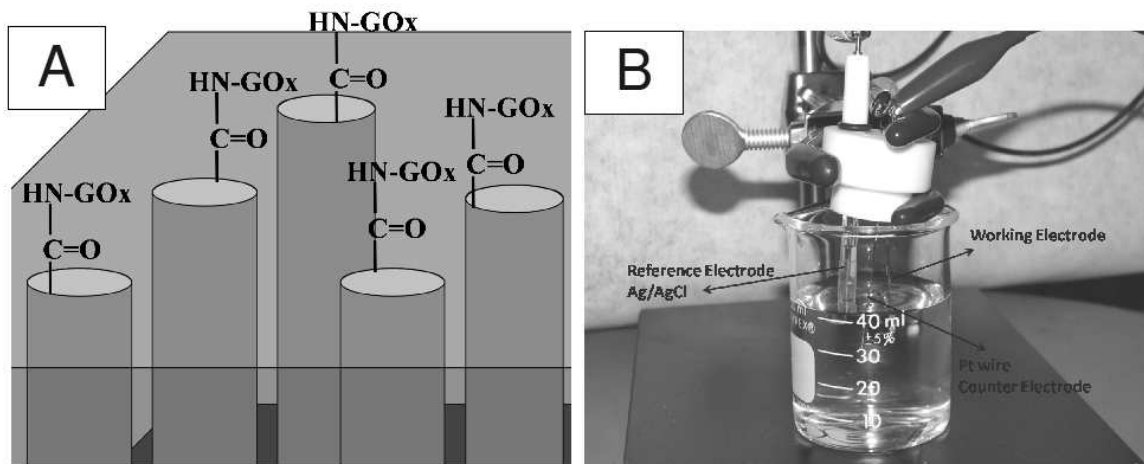 A
HN-GOx
C=O
HN-GOx
C=O
HN-GOx
C=O
HN-GOx
C=O
HN-GOx
C=O
B
Working Electrode
Reference Electrode
Ag/AgCl
40 ml
±5%
30
20
10
Pt wire
Counter Electrode